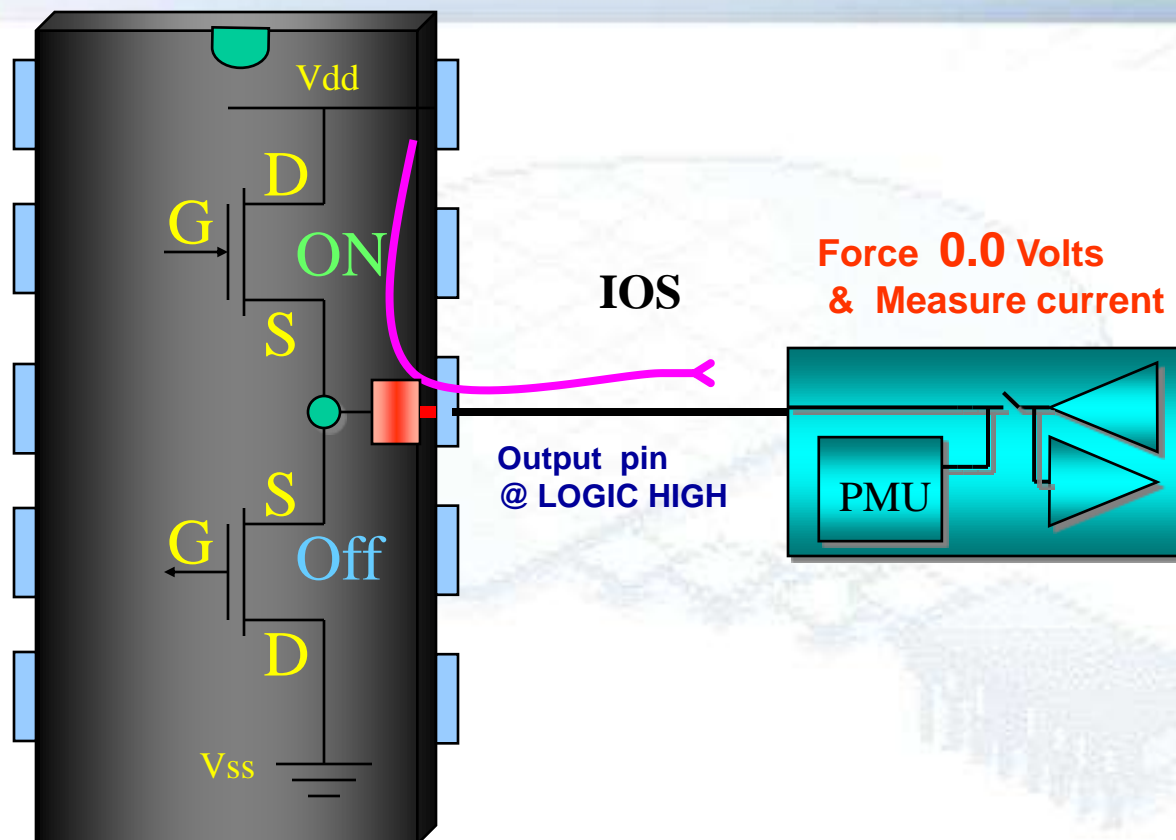 Vdd
D
G
ON
S
IOS
Force 0.0 Volts
& Measure current
Output pin
@ LOGIC HIGH
PMU
S
G
Off
D
Vss